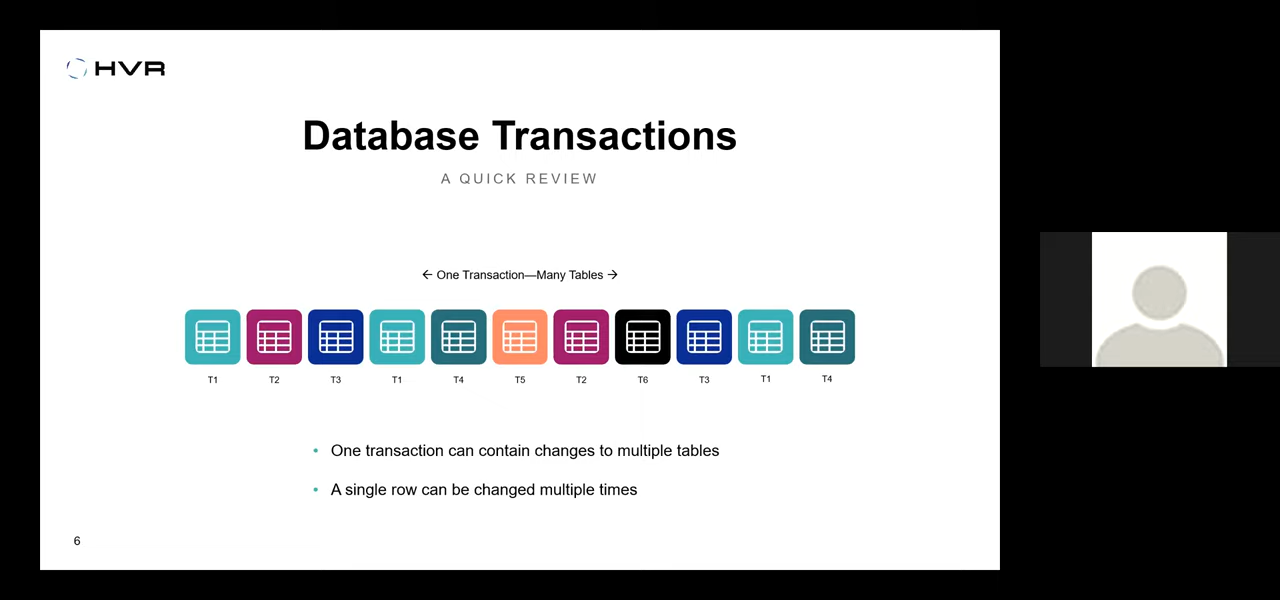 HVR
Database Transactions
A QUICK REVIEW
← One Transaction—Many Tables →
T1 T2 T3 T1 T4 T5 T2 T6 T3 T1 T4
• One transaction can contain changes to multiple tables
• A single row can be changed multiple times
6